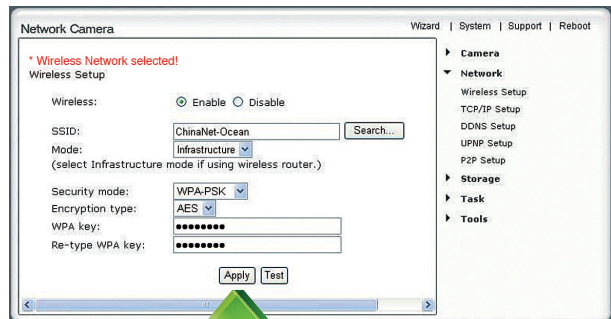 Network Camera
Wizard | System | Support | Reboot
* Wireless Network selected!
Wireless Setup
Wireless: Enable Disable
SSID: ChinaNet-Ocean Search...
Mode: Infrastructure
(select Infrastructure mode if using wireless router.)
Security mode: WPA-PSK
Encryption type: AES
WPA key: ●●●●●●●●
Re-type WPA key: ●●●●●●●●
Apply Test
Camera
Network
Wireless Setup
TCP/IP Setup
DDNS Setup
UPNP Setup
P2P Setup
Storage
Task
Tools